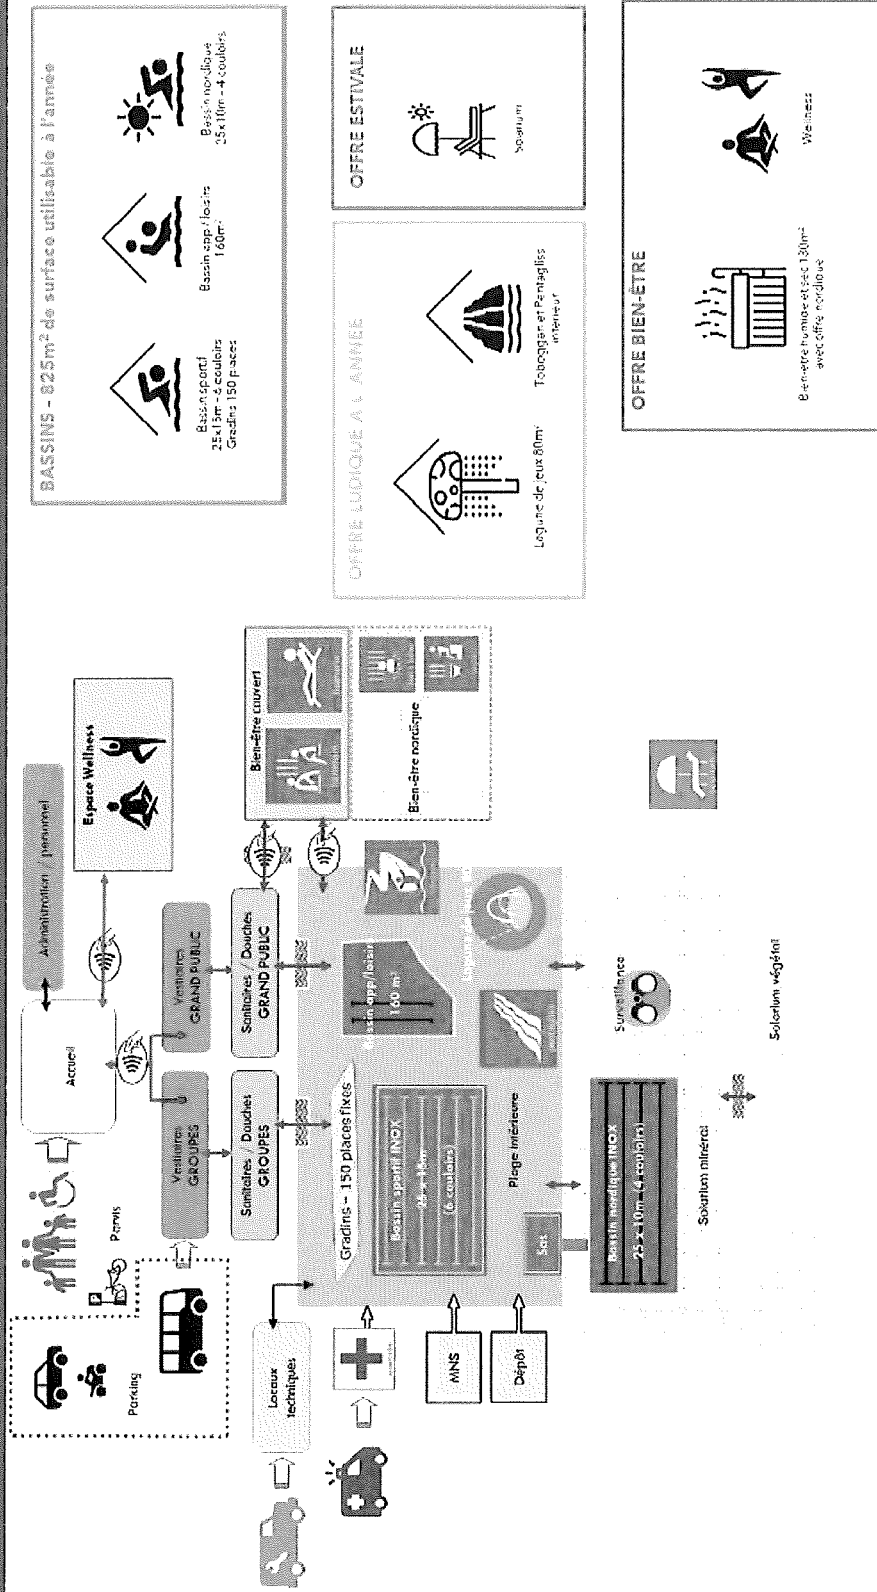 BASSINS - 825m² de surface utilisable à l'année
Bassin sportif
25x15m - 6 couloirs
Gradins 150 places
Bassin app / loisirs
160m²
Bassin nordique
25x10m - 4 couloirs
OFFRE LUDIQUE A L'ANNEE
Lagune de jeux 80m²
Toboggan et Pentagliss
intérieur
OFFRE ESTIVALE
Solarium
OFFRE BIEN-ÊTRE
Bien-être humide et sec 130m²
avec offre nordique
Wellness
Parking
Parvis
Accueil
Administration / personnel
Espace Wellness
Vestiaires
GROUPES
Vestiaires
GRAND PUBLIC
Sanitaires / Douches
GROUPES
Sanitaires / Douches
GRAND PUBLIC
Bien-être couvert
Bien-être nordique
Locaux
techniques
MNS
Dépôt
Gradins – 150 places fixes
Bassin sportif INOX
25 x 15m
(6 couloirs)
Bassin app/loisirs
160 m²
Plage intérieure
Sas
Bassin nordique INOX
25 x 10m (4 couloirs)
Surveillance
Solarium minéral
Solarium végétal